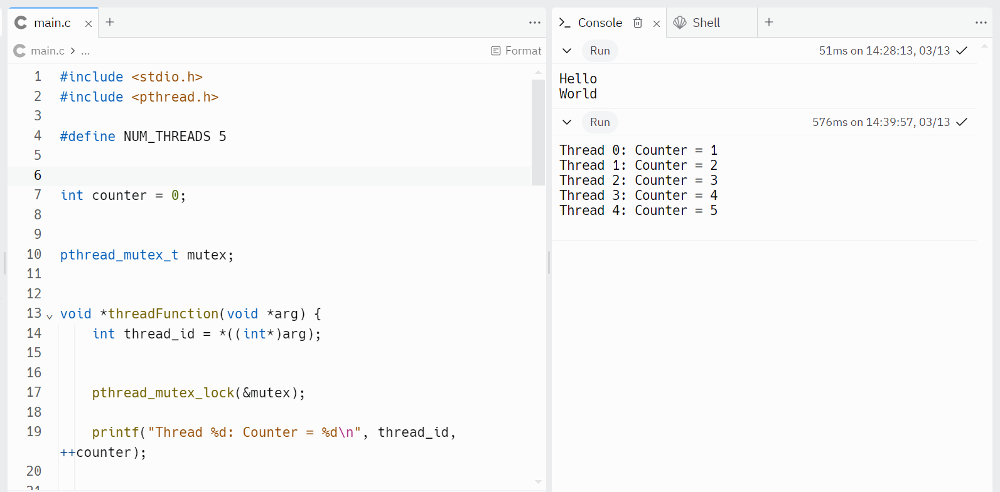 main.c
main.c > ...
Format
1 #include <stdio.h>
2 #include <pthread.h>
3
4 #define NUM_THREADS 5
5
6
7 int counter = 0;
8
9
10 pthread_mutex_t mutex;
11
12
13 void *threadFunction(void *arg) {
14 int thread_id = *((int*)arg);
15
16
17 pthread_mutex_lock(&mutex);
18
19 printf("Thread %d: Counter = %d\n", thread_id,
++counter);
20
21
Console
Shell
Run 51ms on 14:28:13, 03/13
Hello
World
Run 576ms on 14:39:57, 03/13
Thread 0: Counter = 1
Thread 1: Counter = 2
Thread 2: Counter = 3
Thread 3: Counter = 4
Thread 4: Counter = 5